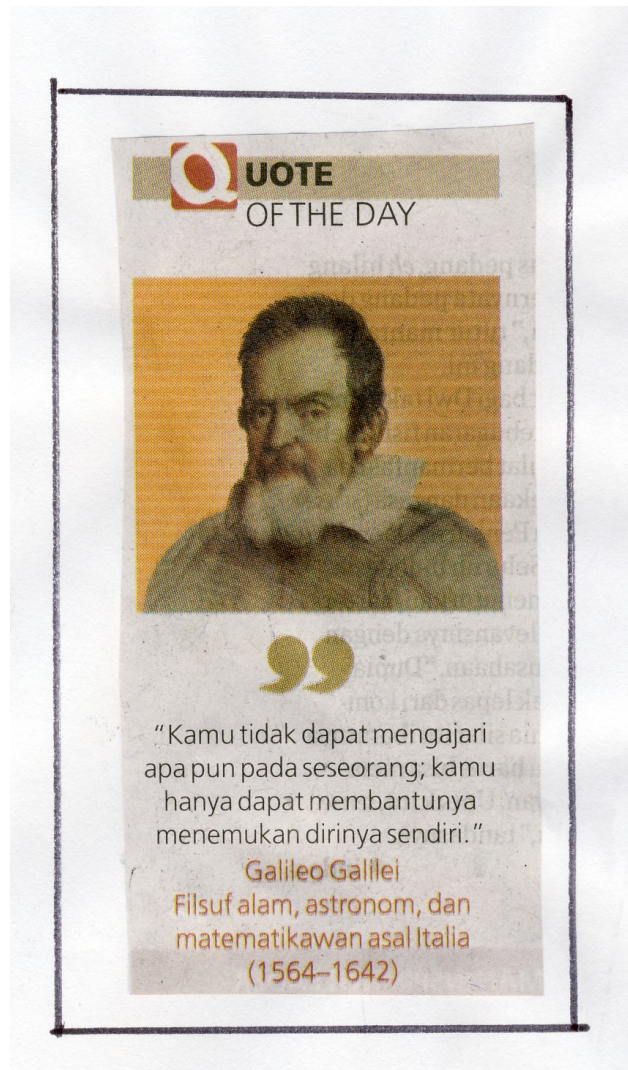 QUOTE
OF THE DAY
“Kamu tidak dapat mengajari
apa pun pada seseorang; kamu
hanya dapat membantunya
menemukan dirinya sendiri.”
Galileo Galilei
Filsuf alam, astronom, dan
matematikawan asal Italia
(1564–1642)